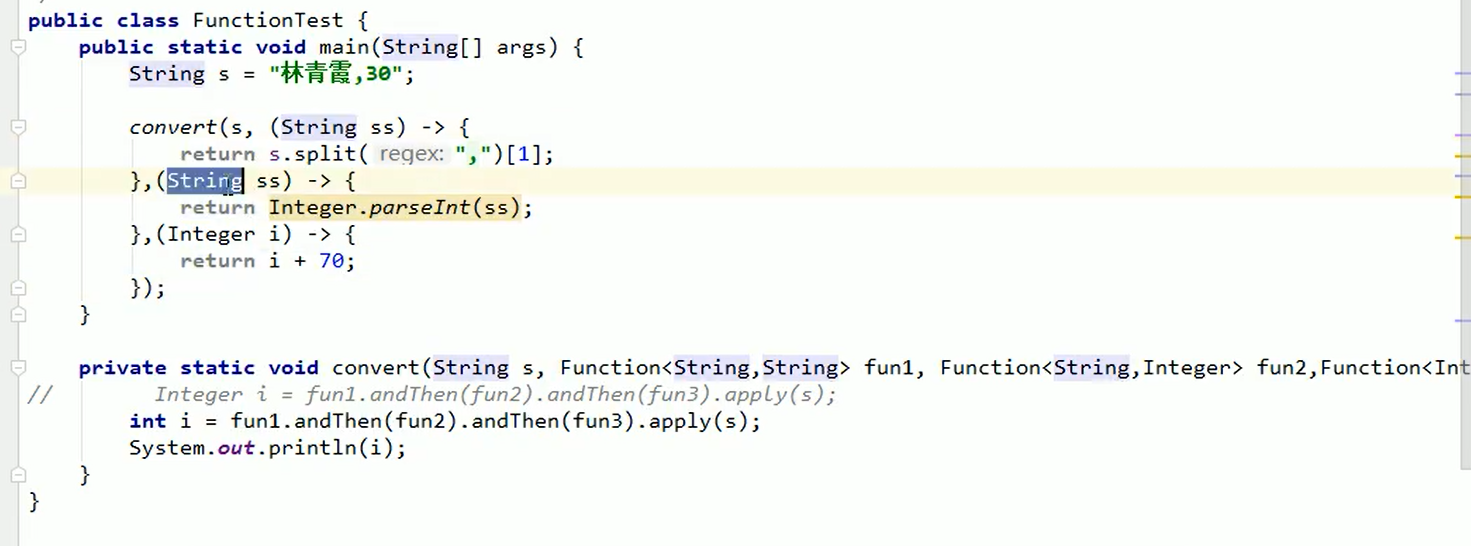 public class FunctionTest {
public static void main(String[] args) {
String s = "林青霞,30";
convert(s, (String ss) -> {
return s.split( regex: ",")[1];
},(String ss) -> {
return Integer.parseInt(ss);
},(Integer i) -> {
return i + 70;
});
}
private static void convert(String s, Function<String,String> fun1, Function<String,Integer> fun2,Function<Int
// Integer i = fun1.andThen(fun2).andThen(fun3).apply(s);
int i = fun1.andThen(fun2).andThen(fun3).apply(s);
System.out.println(i);
}
}